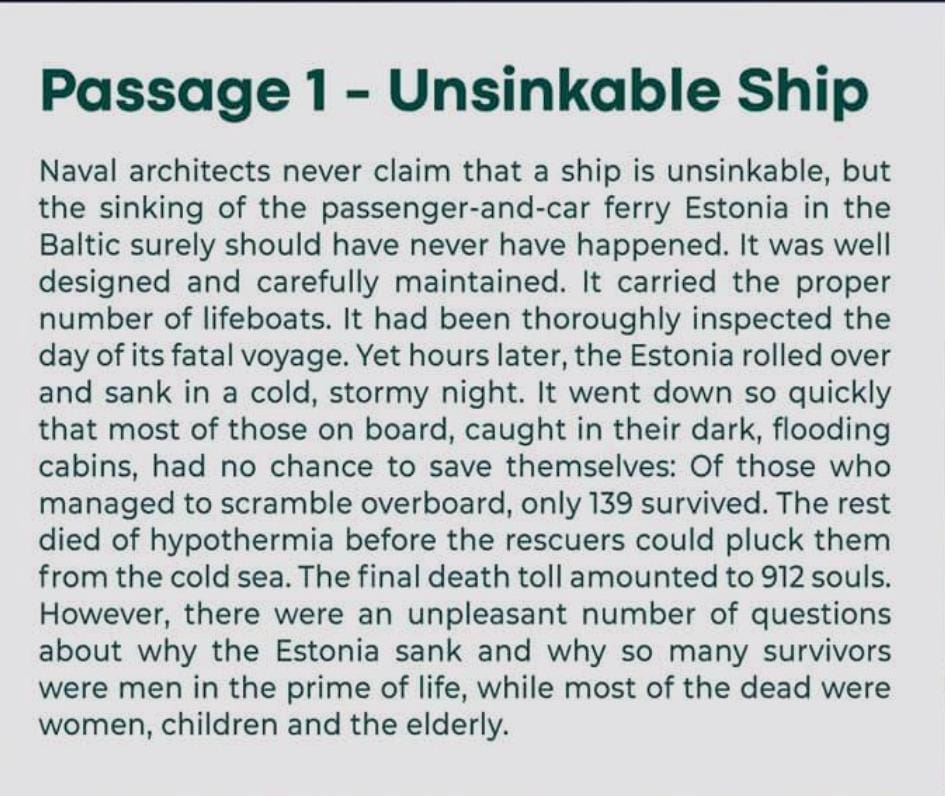 Passage 1 - Unsinkable Ship
Naval architects never claim that a ship is unsinkable, but
the sinking of the passenger-and-car ferry Estonia in the
Baltic surely should have never have happened. It was well
designed and carefully maintained. It carried the proper
number of lifeboats. It had been thoroughly inspected the
day of its fatal voyage. Yet hours later, the Estonia rolled over
and sank in a cold, stormy night. It went down so quickly
that most of those on board, caught in their dark, flooding
cabins, had no chance to save themselves: Of those who
managed to scramble overboard, only 139 survived. The rest
died of hypothermia before the rescuers could pluck them
from the cold sea. The final death toll amounted to 912 souls.
However, there were an unpleasant number of questions
about why the Estonia sank and why so many survivors
were men in the prime of life, while most of the dead were
women, children and the elderly.